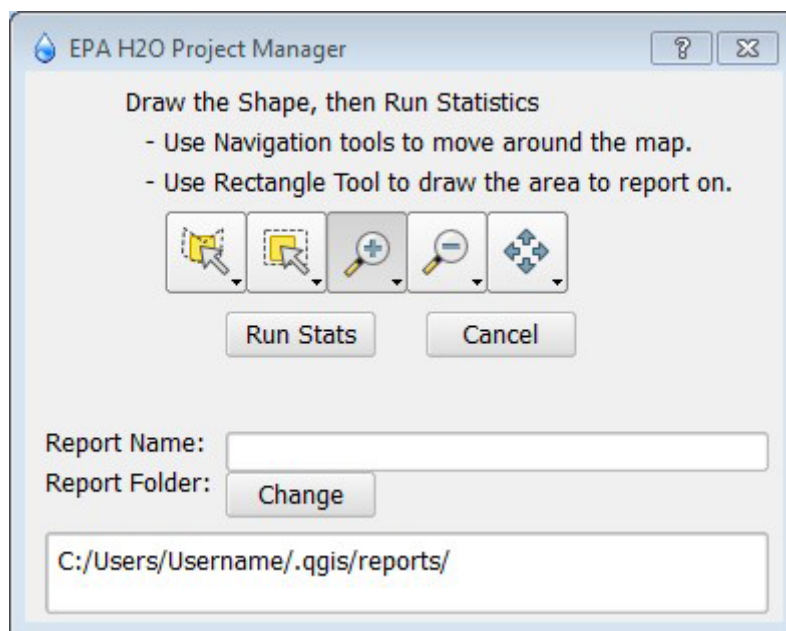 EPA H2O Project Manager
Draw the Shape, then Run Statistics
- Use Navigation tools to move around the map.
- Use Rectangle Tool to draw the area to report on.
Run Stats Cancel
Report Name:
Report Folder: Change
C:/Users/Username/.qgis/reports/